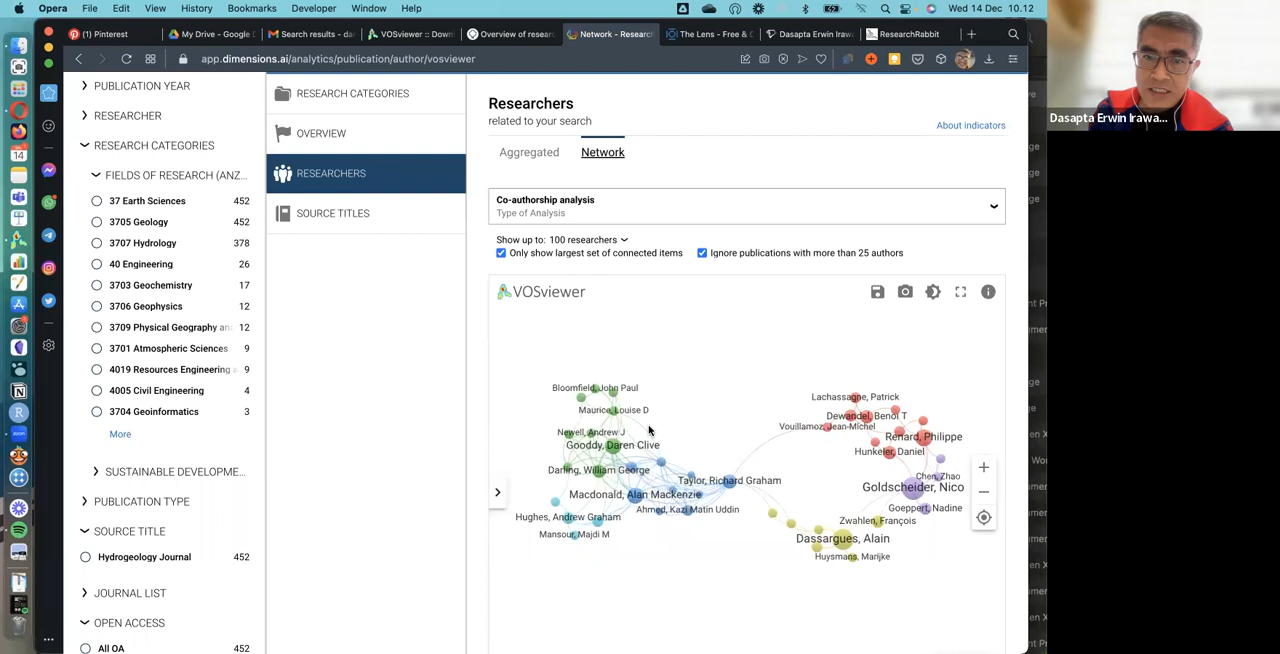 Opera File Edit View History Bookmarks Developer Window Help
Wed 14 Dec 10.12
(1) Pinterest
My Drive - Google D
Search results - da
VOSviewer :: Down
Overview of resear
Network - Research
The Lens - Free & O
Dasapta Erwin Irawa
ResearchRabbit
app.dimensions.ai/analytics/publication/author/vosviewer
PUBLICATION YEAR
RESEARCHER
RESEARCH CATEGORIES
FIELDS OF RESEARCH (ANZ...
37 Earth Sciences 452
3705 Geology 452
3707 Hydrology 378
40 Engineering 26
3703 Geochemistry 17
3706 Geophysics 12
3709 Physical Geography an 12
3701 Atmospheric Sciences 9
4019 Resources Engineering a 9
4005 Civil Engineering 4
3704 Geoinformatics 3
More
SUSTAINABLE DEVELOPME...
PUBLICATION TYPE
SOURCE TITLE
Hydrogeology Journal 452
JOURNAL LIST
OPEN ACCESS
All OA 452
RESEARCH CATEGORIES
OVERVIEW
RESEARCHERS
SOURCE TITLES
Researchers
related to your search
About indicators
Aggregated Network
Co-authorship analysis
Type of Analysis
Show up to: 100 researchers
Only show largest set of connected items
Ignore publications with more than 25 authors
VOSviewer
Bloomfield, John Paul
Maurice, Louise D
Newell, Andrew J
Gooddy, Daren Clive
Darling, William George
Macdonald, Alan Mackenzie
Taylor, Richard Graham
Ahmed, Kazi Matin Uddin
Hughes, Andrew Graham
Mansour, Majdi M
Lachassagne, Patrick
Dewandel, Benoî T
Vouillamoz, Jean-Michel
Renard, Philippe
Hunkeler, Daniel
Chen, Zhao
Goldscheider, Nico
Goeppert, Nadine
Zwahlen, François
Dassargues, Alain
Huysmans, Marijke
Dasapta Erwin Irawa...